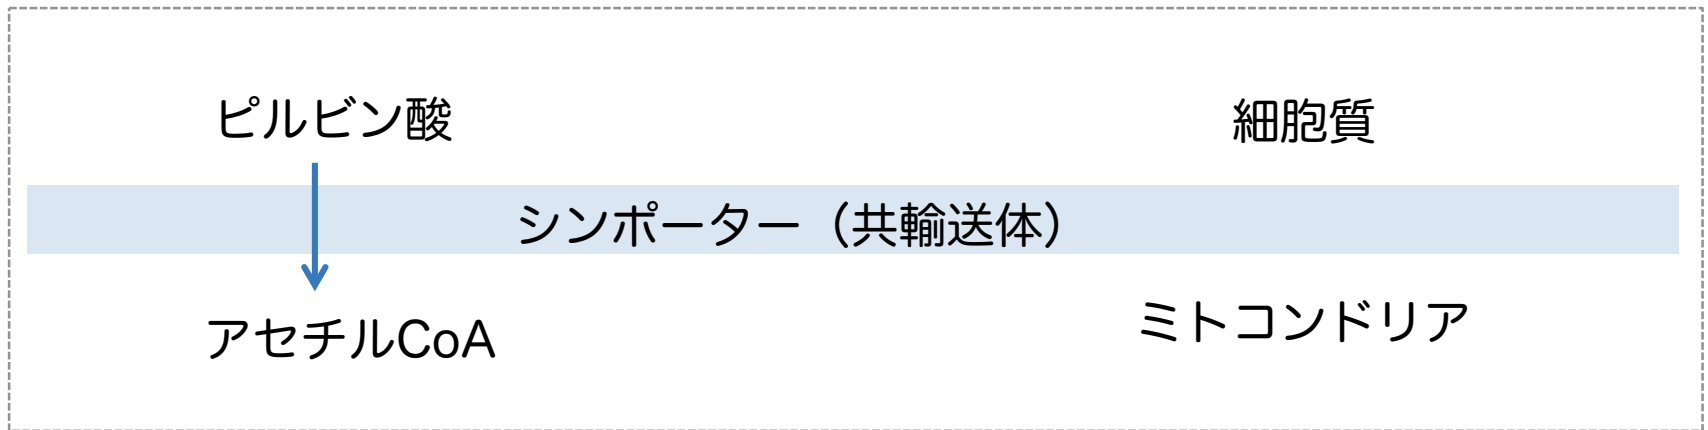 ピルビン酸
細胞質
シンポーター（共輸送体）
ミトコンドリア
アセチルCoA